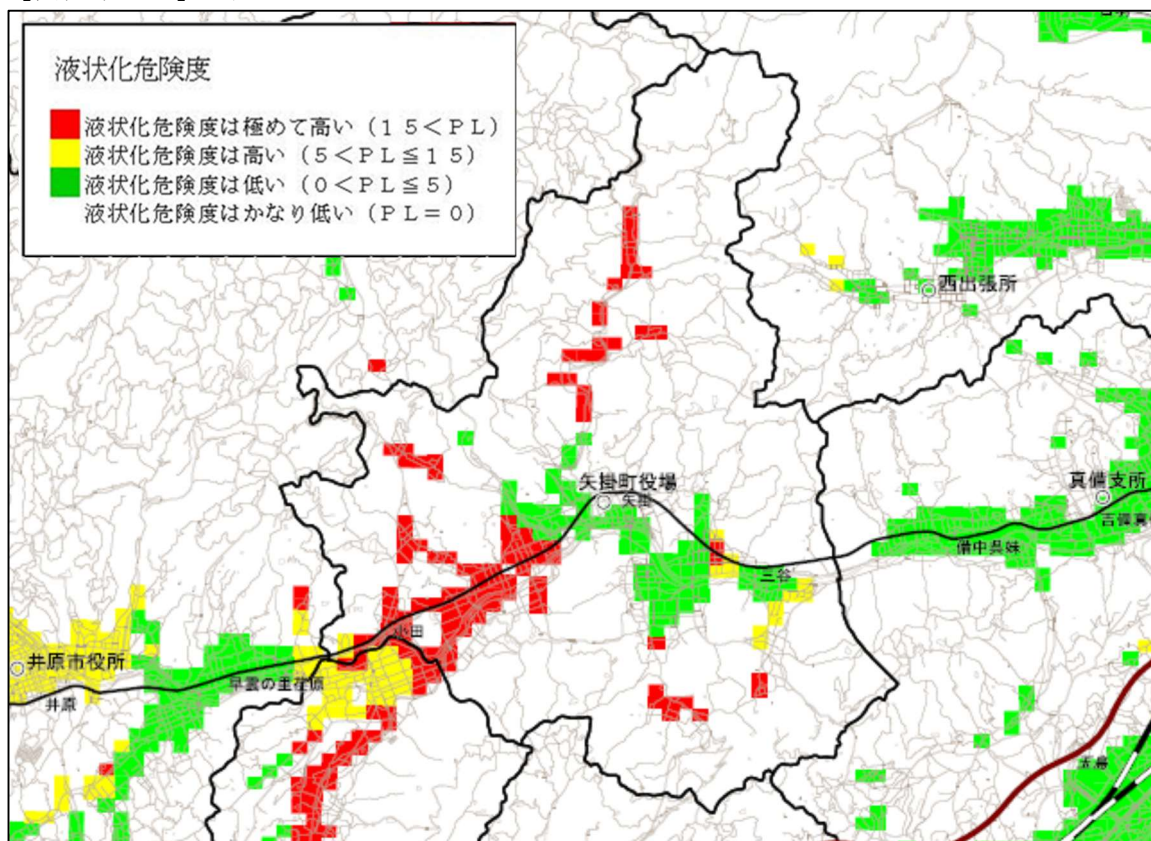 液状化危険度
液状化危険度は極めて高い（１５＜ＰＬ）
液状化危険度は高い（５＜ＰＬ≦１５）
液状化危険度は低い（０＜ＰＬ≦５）
液状化危険度はかなり低い（ＰＬ＝０）
西出張所
矢掛町役場
矢掛
真備支所
吉備真
備中呉妹
三谷
小田
井原市役所
早雲の里荏原
井原
玉島